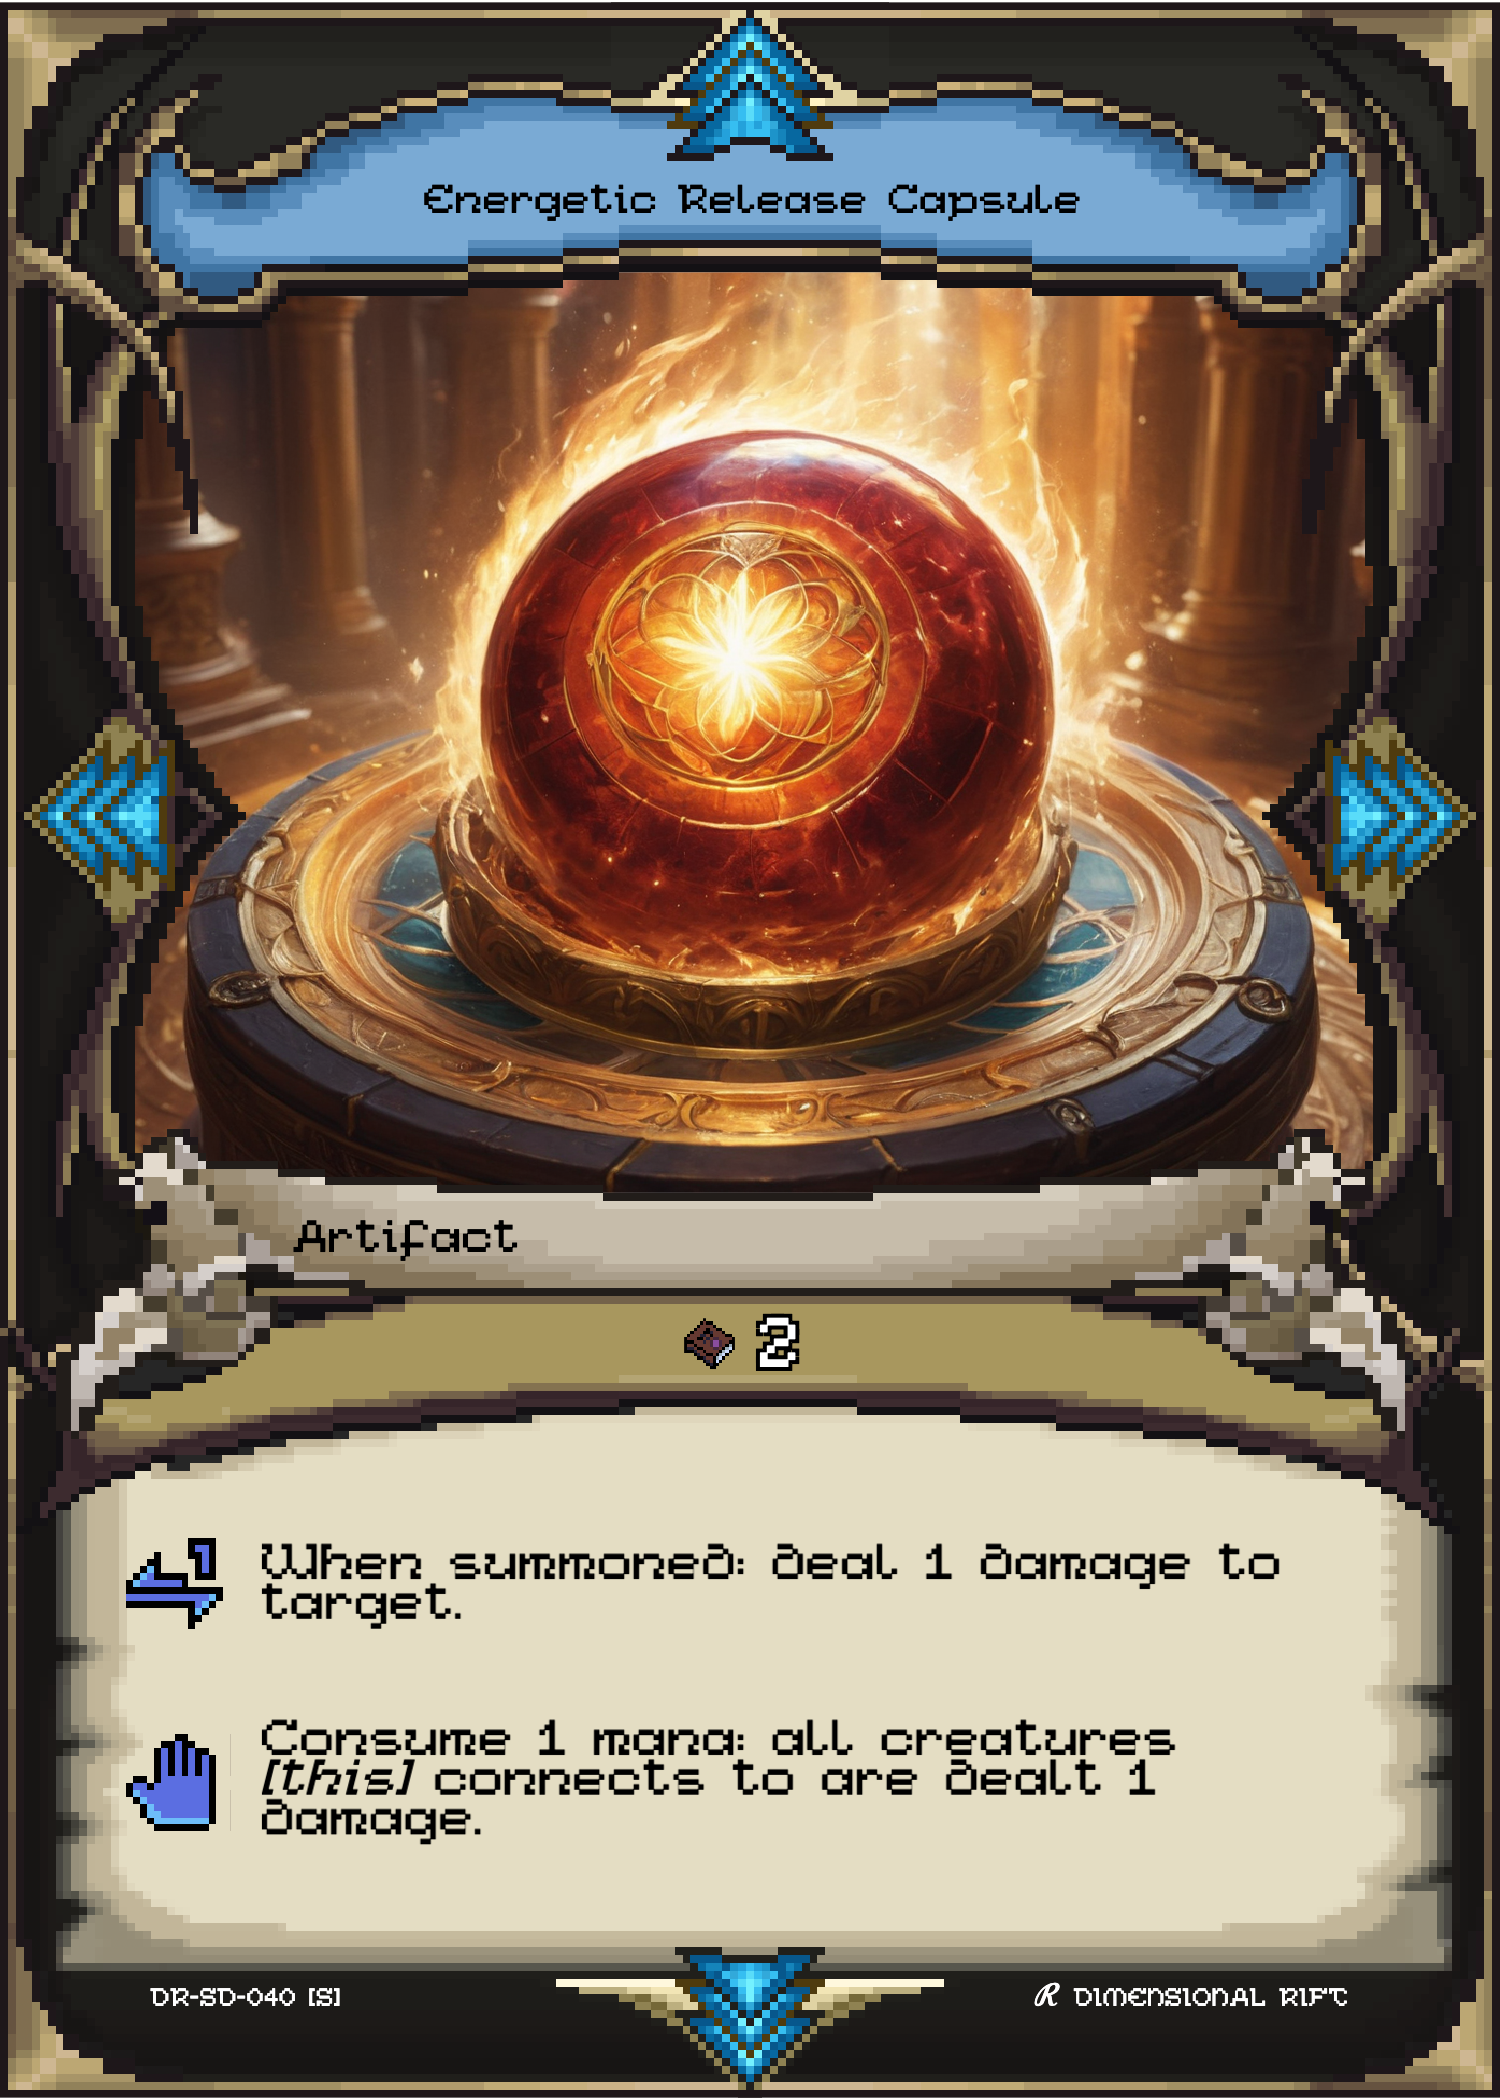 Energetic Release Capsule
Artifact
2
1
When summoned: deal 1 damage to
target.
Consume 1 mana: all creatures
[this] connects to are dealt 1
damage.
DR-SD-040 [S]
R DIMENSIONAL RIFT